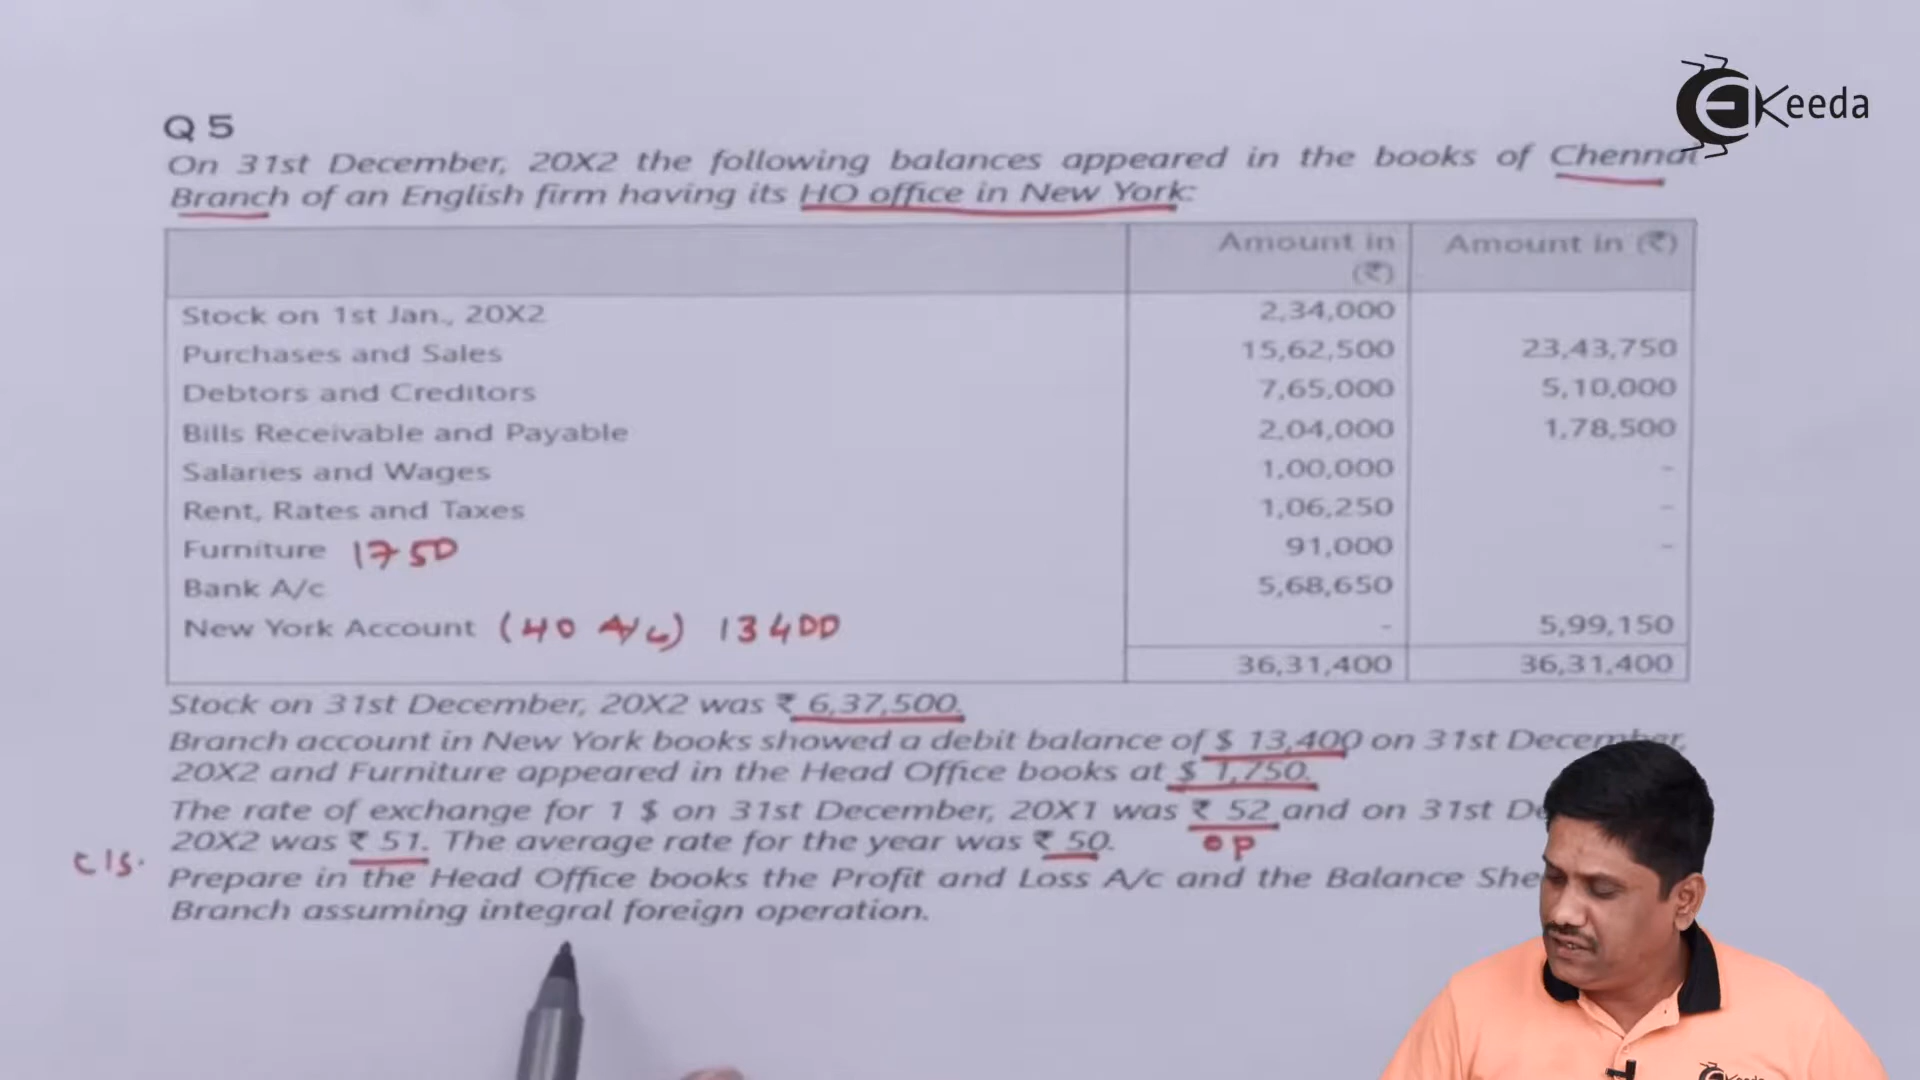 Keeda
Q 5
On 31st December, 20X2 the following balances appeared in the books of Chennai
Branch of an English firm having its HO office in New York:
Amount in (₹) Amount in (₹)
Stock on 1st Jan., 20X2 2,34,000
Purchases and Sales 15,62,500 23,43,750
Debtors and Creditors 7,65,000 5,10,000
Bills Receivable and Payable 2,04,000 1,78,500
Salaries and Wages 1,00,000 -
Rent, Rates and Taxes 1,06,250 -
Furniture 1750 91,000 -
Bank A/c 5,68,650
New York Account (HO A/c) 13400 - 5,99,150
36,31,400 36,31,400
Stock on 31st December, 20X2 was ₹ 6,37,500.
Branch account in New York books showed a debit balance of $ 13,400 on 31st December,
20X2 and Furniture appeared in the Head Office books at $ 1,750.
The rate of exchange for 1 $ on 31st December, 20X1 was ₹ 52 and on 31st
20X2 was ₹ 51. The average rate for the year was ₹ 50.
op
cls.
Prepare in the Head Office books the Profit and Loss A/c and the Balance
Branch assuming integral foreign operation.